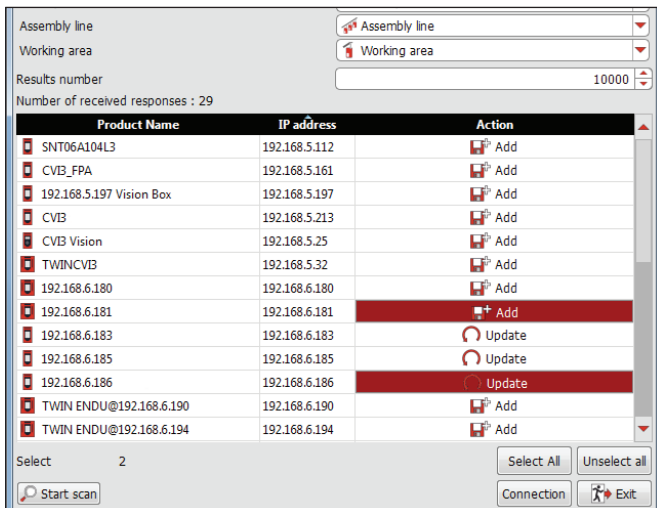 Assembly line Assembly line
Working area Working area
Results number 10000
Number of received responses : 29
Product Name IP address Action
SNT06A104L3 192.168.5.112 Add
CVI3_FPA 192.168.5.161 Add
192.168.5.197 Vision Box 192.168.5.197 Add
CVI3 192.168.5.213 Add
CVI3 Vision 192.168.5.25 Add
TWINCVI3 192.168.5.32 Add
192.168.6.180 192.168.6.180 Add
192.168.6.181 192.168.6.181 Add
192.168.6.183 192.168.6.183 Update
192.168.6.185 192.168.6.185 Update
192.168.6.186 192.168.6.186 Update
TWIN ENDU@192.168.6.190 192.168.6.190 Add
TWIN ENDU@192.168.6.194 192.168.6.194 Add
Select 2 Select All Unselect all
Start scan Connection Exit